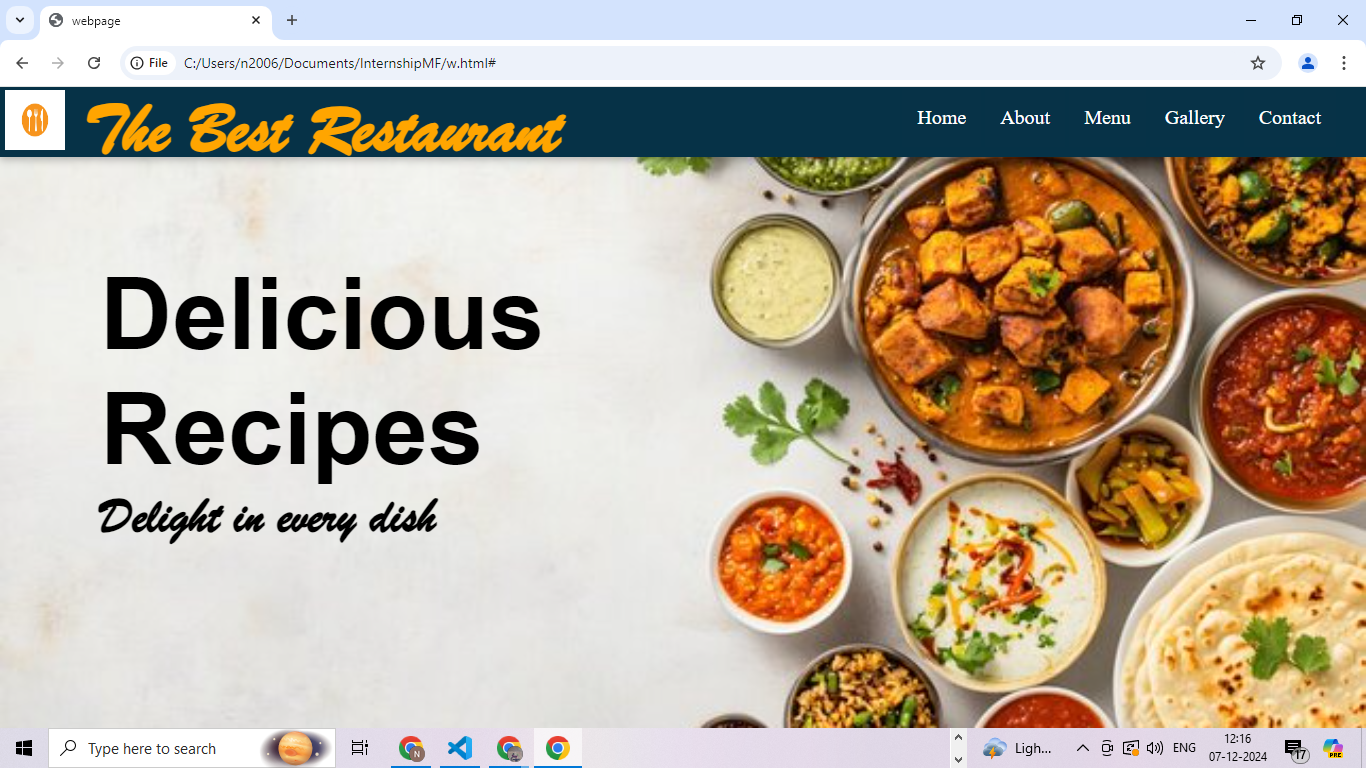 webpage
File
C:/Users/n2006/Documents/InternshipMF/w.html#
The Best Restaurant
Home
About
Menu
Gallery
Contact
Delicious
Recipes
Delight in every dish
Type here to search
N
Ligh...
ENG
12:16
07-12-2024
17
PRE